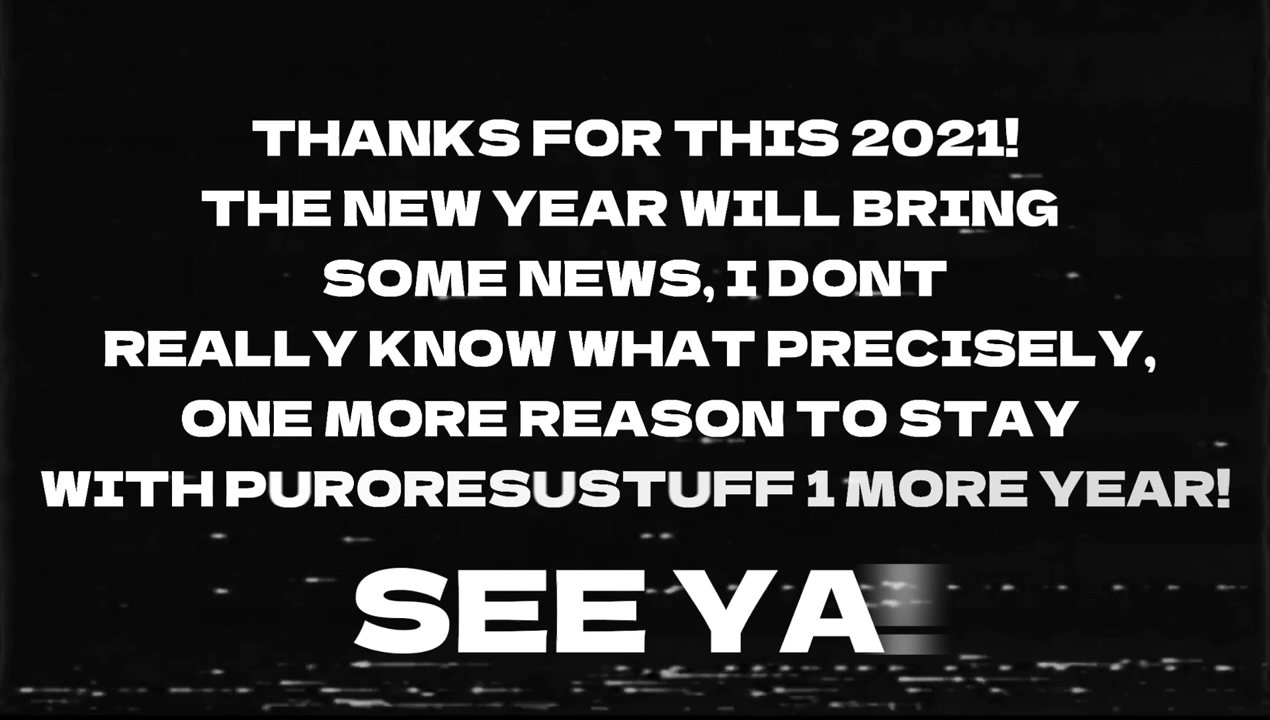 THANKS FOR THIS 2021!
THE NEW YEAR WILL BRING
SOME NEWS, I DONT
REALLY KNOW WHAT PRECISELY,
ONE MORE REASON TO STAY
WITH PURORESUSTUFF 1 MORE YEAR!
SEE YA